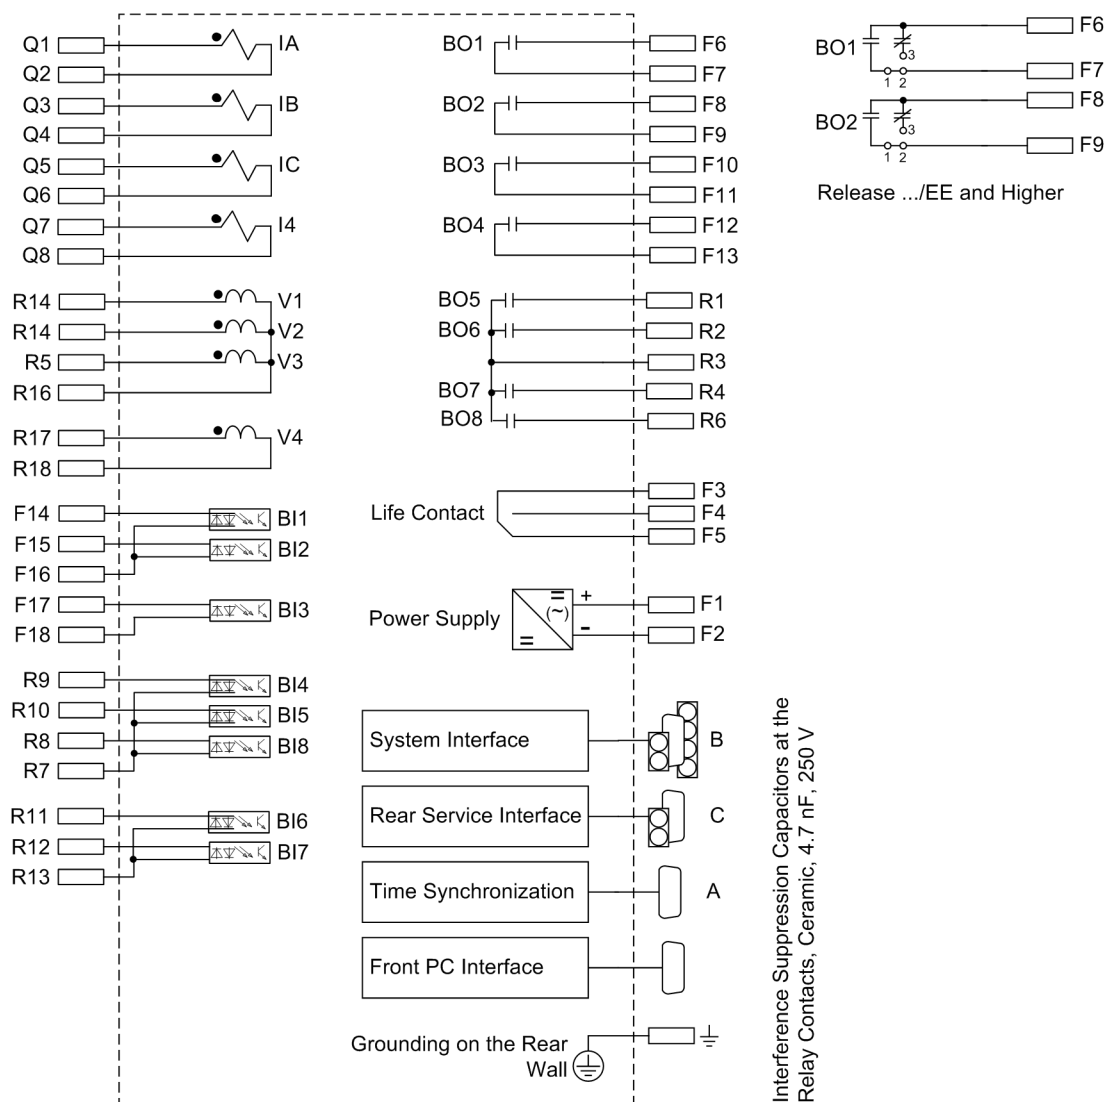 Q1 IA
Q2
Q3 IB
Q4
Q5 IC
Q6
Q7 I4
Q8
R14 V1
R14 V2
R5 V3
R16
R17 V4
R18
F14 BI1
F15 BI2
F16
F17 BI3
F18
R9 BI4
R10 BI5
R8 BI8
R7
R11 BI6
R12 BI7
R13
BO1 F6
F7
BO2 F8
F9
BO3 F10
F11
BO4 F12
F13
BO5 R1
BO6 R2
R3
BO7 R4
BO8 R6
F3
Life Contact F4
F5
= + F1
Power Supply (~)
= - F2
System Interface B
Rear Service Interface C
Time Synchronization A
Front PC Interface
Grounding on the Rear
Wall
BO1 3 F6
1 2 F7
BO2 3 F8
1 2 F9
Release .../EE and Higher
Interference Suppression Capacitors at the
Relay Contacts, Ceramic, 4.7 nF, 250 V